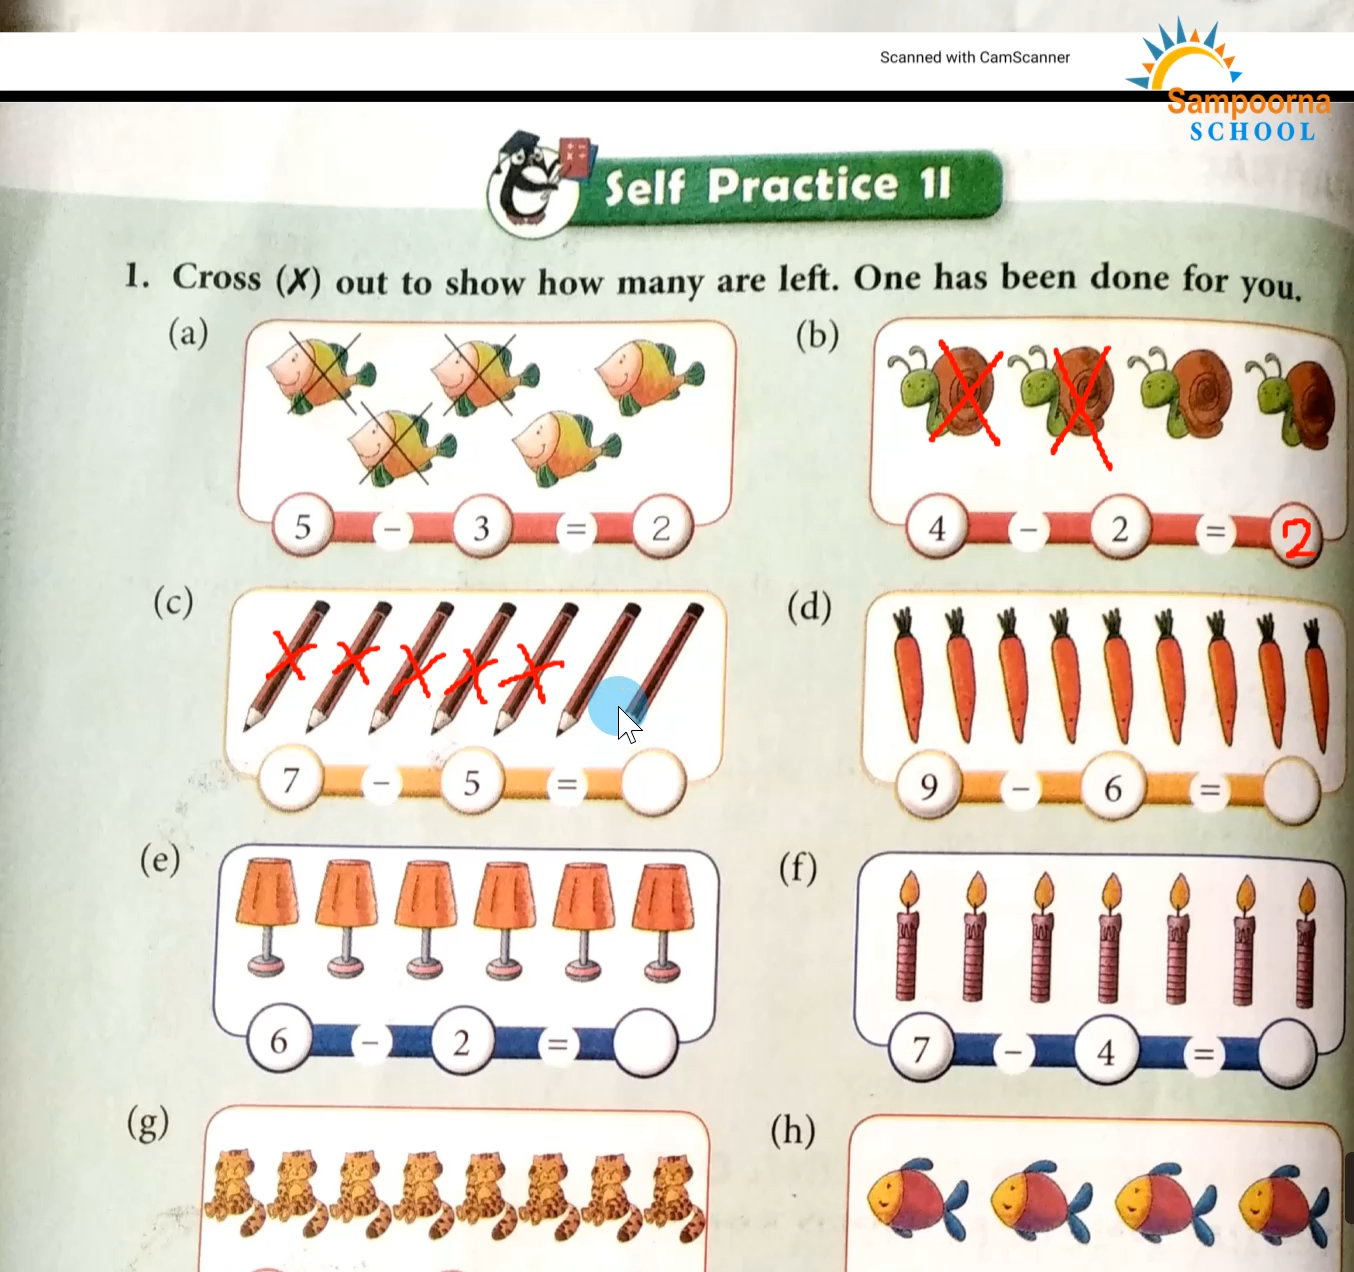 Scanned with CamScanner
Sampoorna
SCHOOL
Self Practice 11
1. Cross (✗) out to show how many are left. One has been done for you.
(a)
5 − 3 = 2
(b)
4 − 2 = 2
(c)
7 − 5 =
(d)
9 − 6 =
(e)
6 − 2 =
(f)
7 − 4 =
(g)
(h)